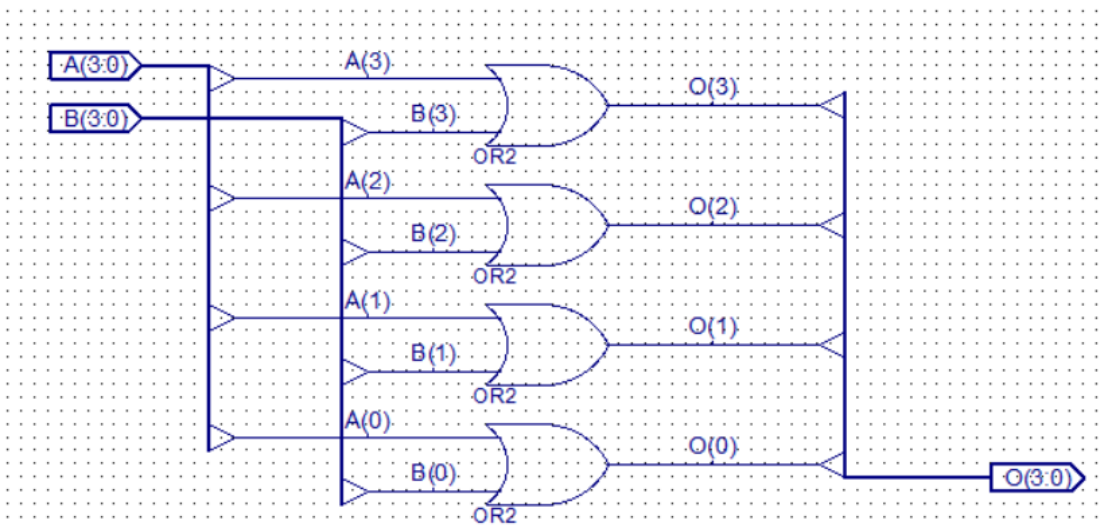 A(3:0)
A(3)
O(3)
B(3:0)
B(3)
OR2
A(2)
O(2)
B(2)
OR2
A(1)
O(1)
B(1)
OR2
A(0)
O(0)
B(0)
O(3:0)
OR2